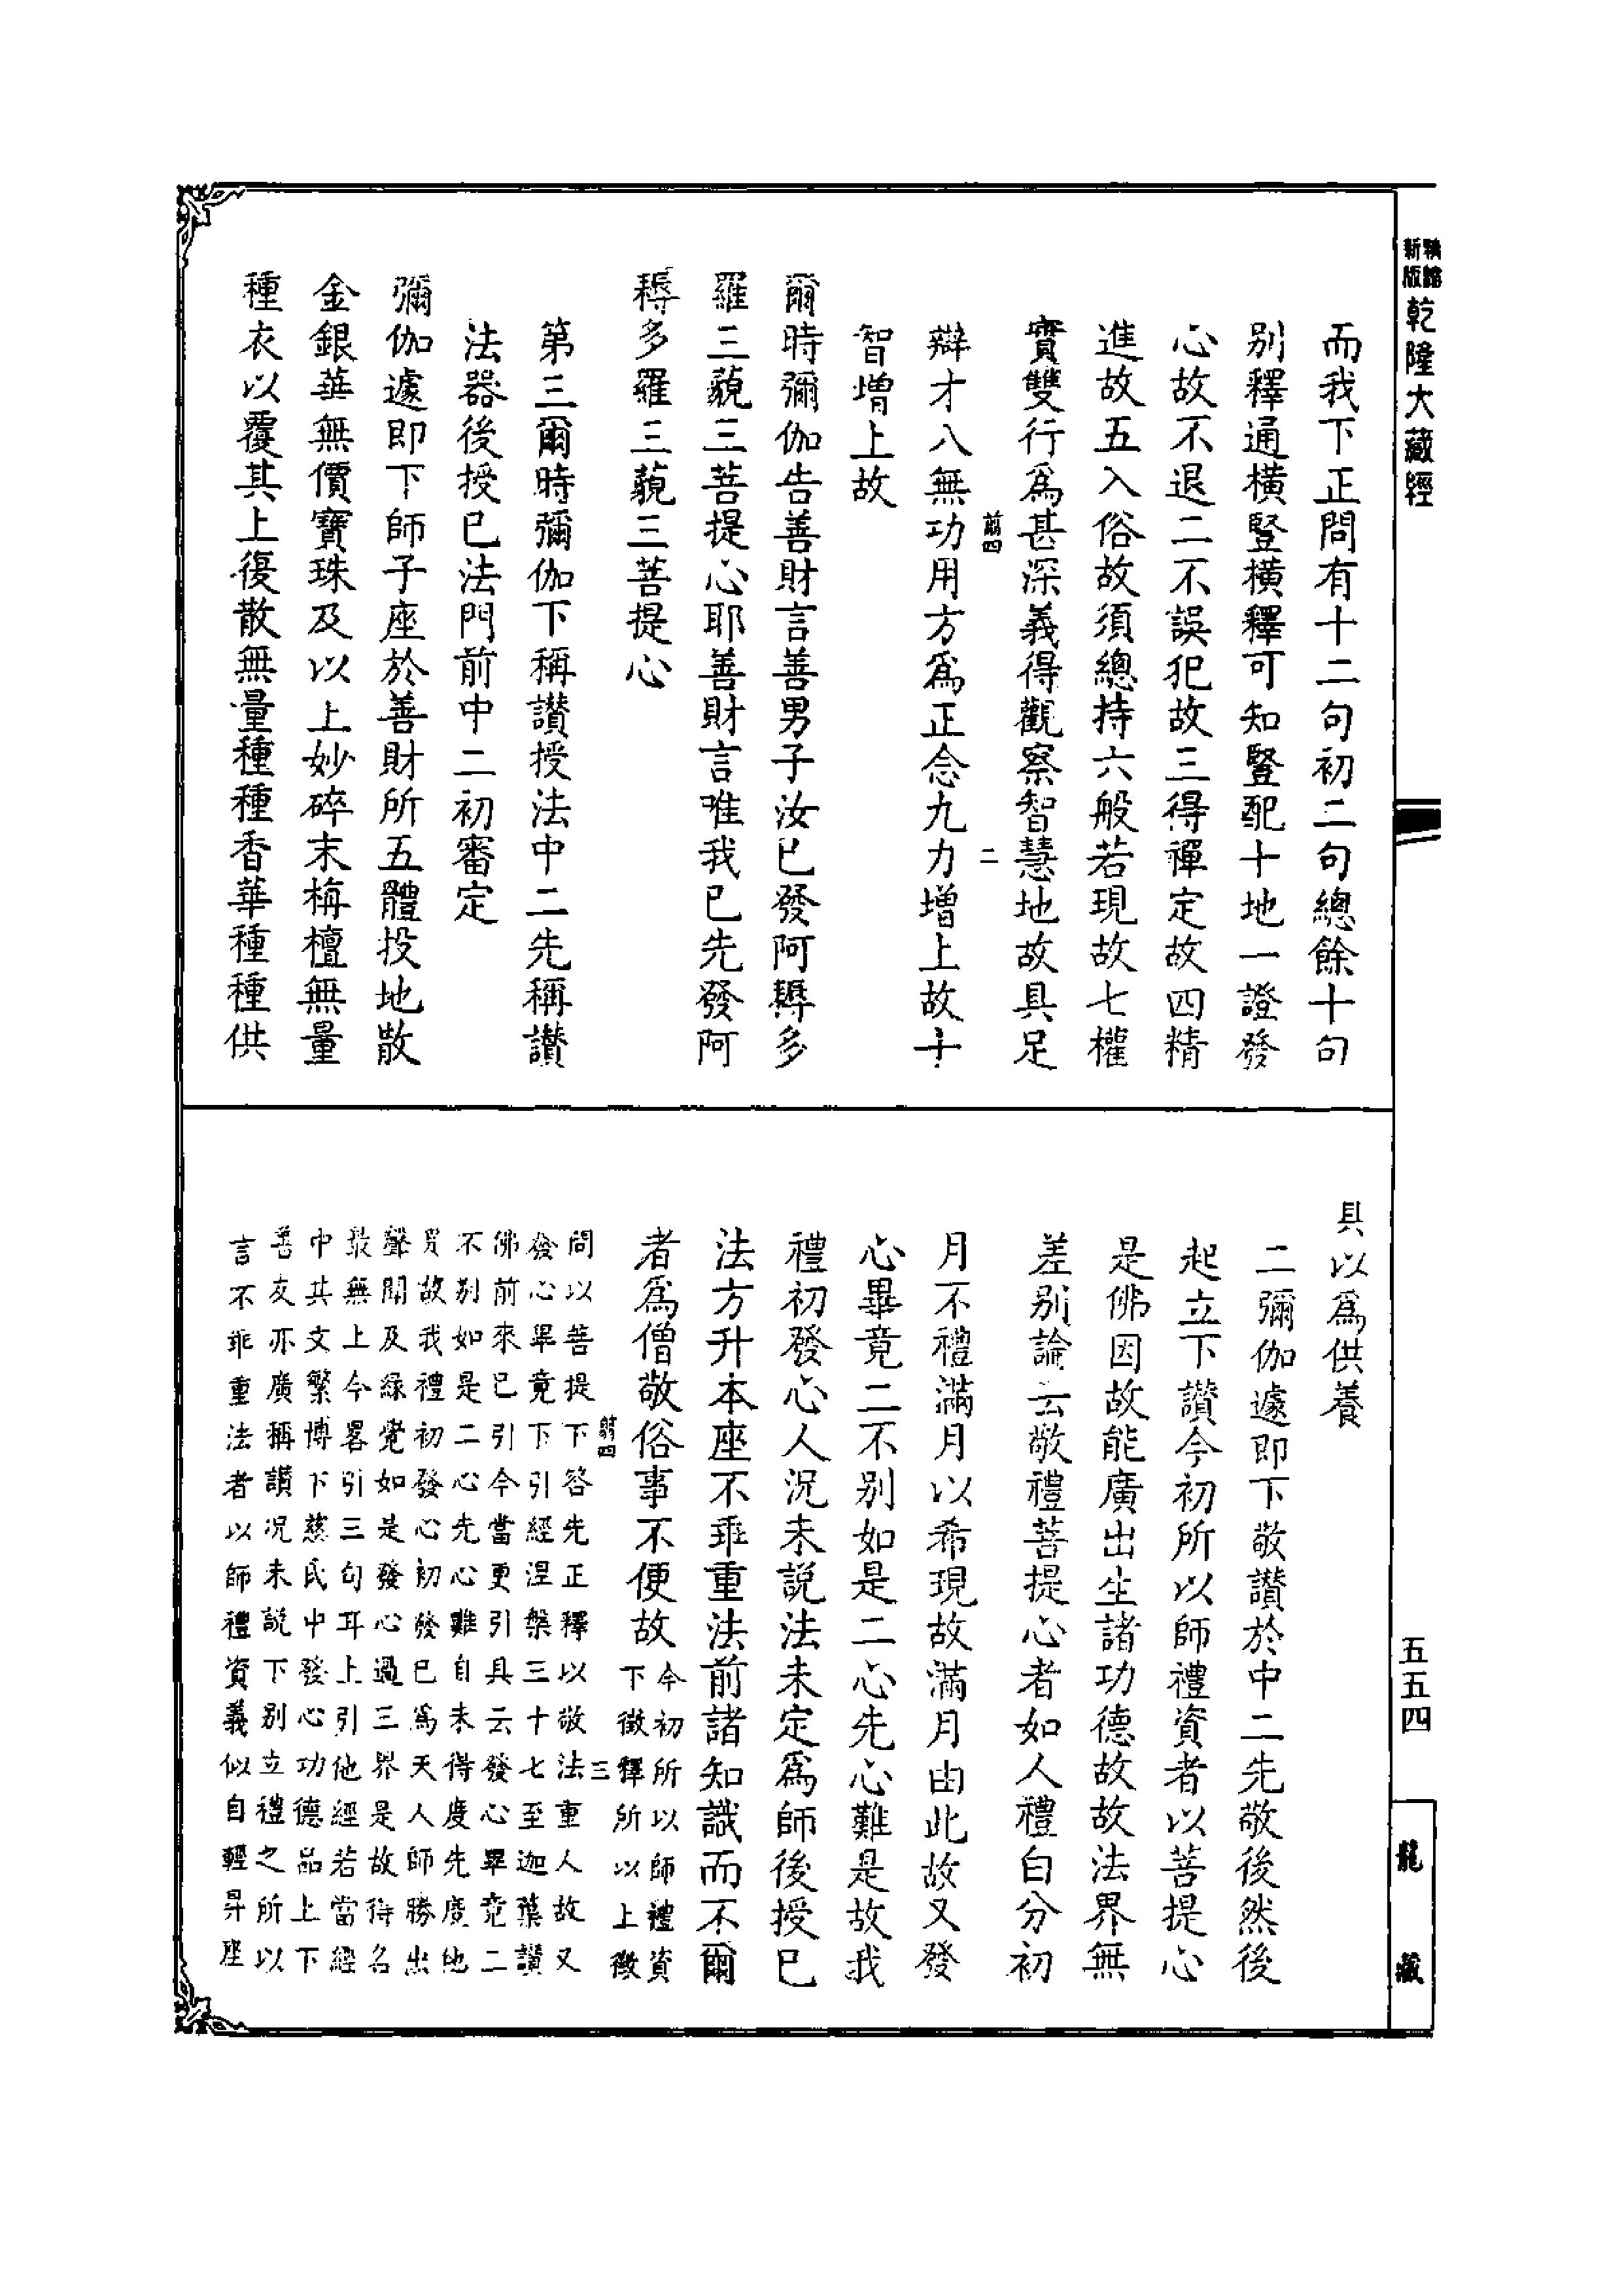 新版
精縮
乾隆大藏經
五五四
龍藏
而我下正問有十二句初二句總餘十句
別釋通橫豎橫釋可知豎配十地一證發
心故不退二不誤犯故三得禪定故四精
進故五入俗故須總持六般若現故七權
實雙行爲甚深義得觀察智慧地故具足
翦四 二
辯才八無功用方爲正念九力增上故十
智增上故
爾時彌伽告善財言善男子汝已發阿耨多
羅三藐三菩提心耶善財言唯我已先發阿
耨多羅三藐三菩提心
第三爾時彌伽下稱讚授法中二先稱讚
法器後授已法門前中二初審定
彌伽遽即下師子座於善財所五體投地散
金銀華無價寶珠及以上妙碎末栴檀無量
種衣以覆其上復散無量種種香華種種供
具以爲供養
二彌伽遽即下敬讚於中二先敬後然後
起立下讚今初所以師禮資者以菩提心
是佛因故能廣出生諸功德故故法界無
差别論云敬禮菩提心者如人禮白分初
月不禮滿月以希現故滿月由此故又發
心畢竟二不别如是二心先心難是故我
禮初發心人況未說法未定爲師後授已
法方升本座不乖重法前諸知識而不爾
者爲僧敬俗事不便故
今初所以師禮資
下徵釋所以上徵
翦四 三
問以菩提下答先正釋以敬法重人故又
發心畢竟下引經涅槃三十七至迦葉讚
佛前來已引今當更引具云發心畢竟二
不别如是二心先心難自未得度先度他
是故我禮初發心初發已爲天人師勝出
聲聞及緣覺如是發心過三界是故得名
最無上今畧引三句耳上引他經若當經
中其文繁博下慈氏中發心功德品上下
善友亦廣稱讚況未說下别立禮之所以
言不乖重法者以師禮資義似自輕昇座